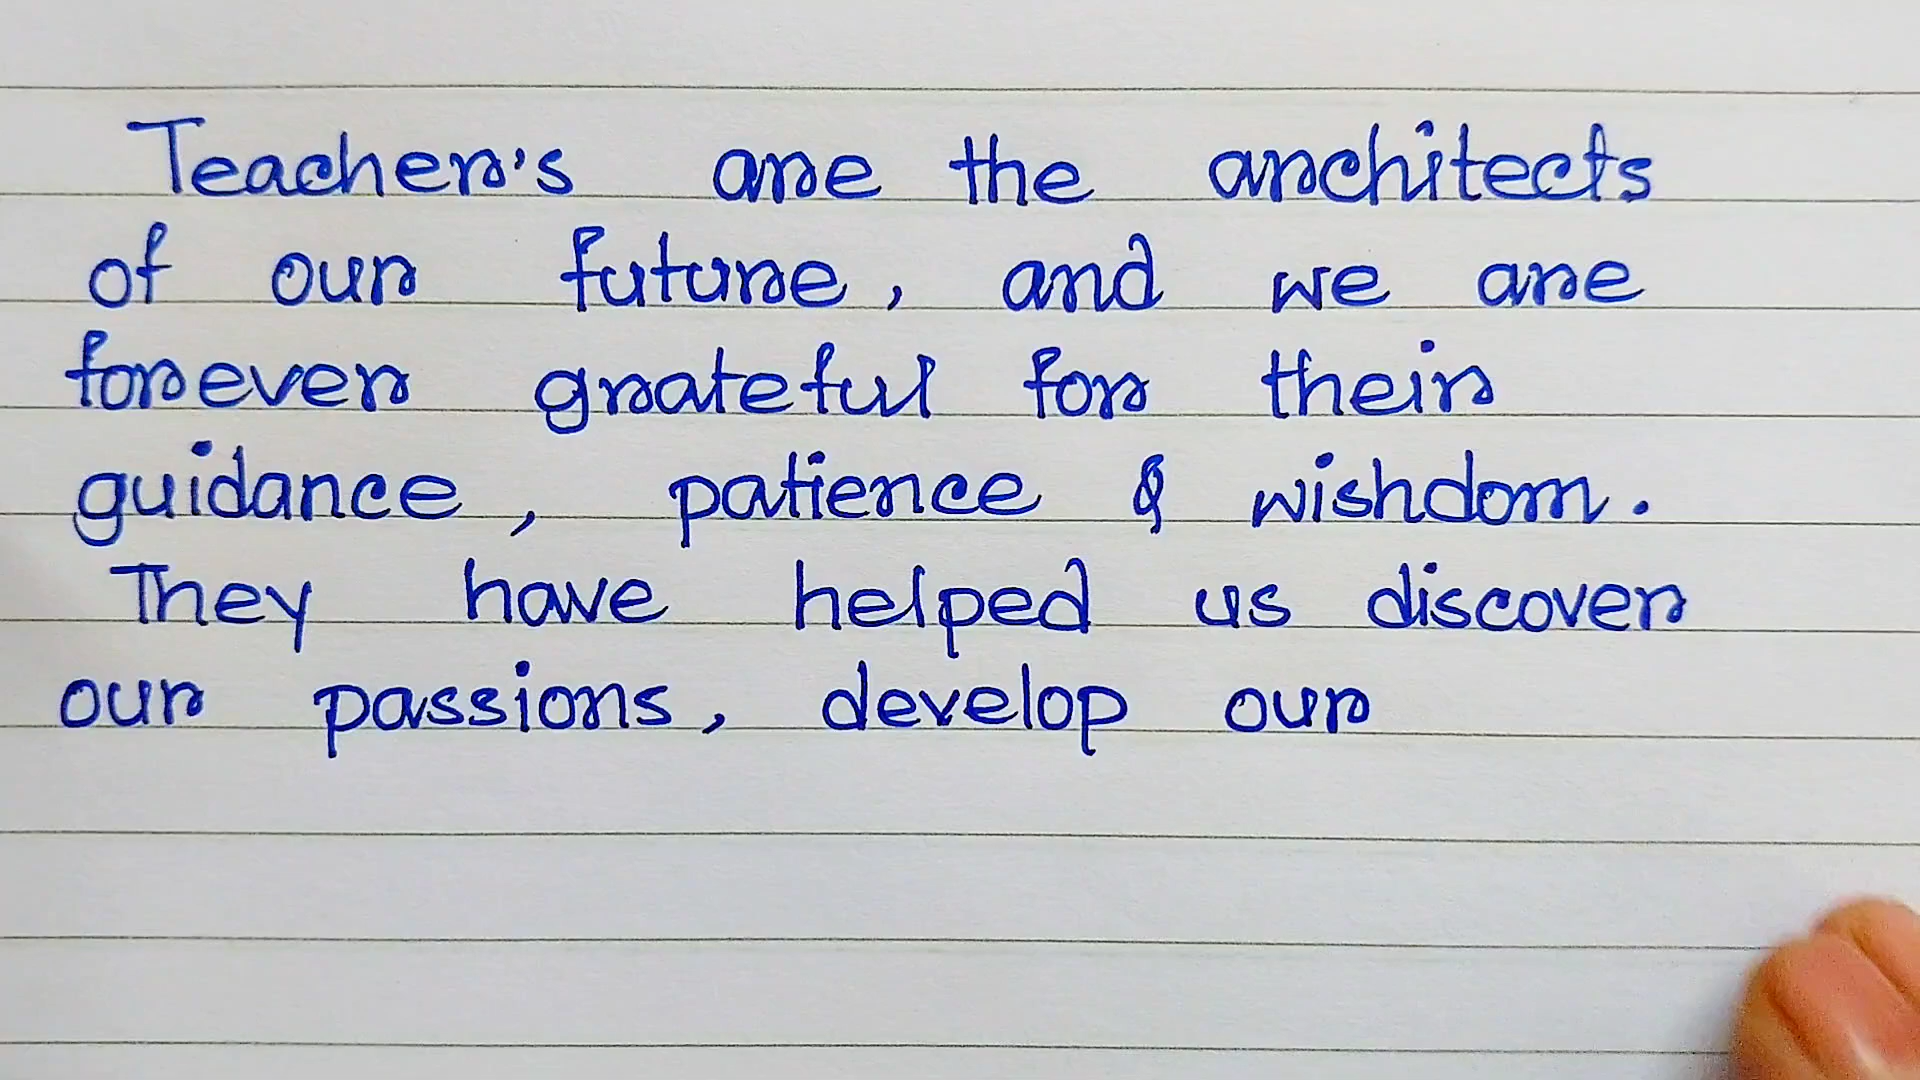 Teacher's are the architects
of our future, and we are
forever grateful for their
guidance, patience & wishdom.
They have helped us discover
our passions, develop our